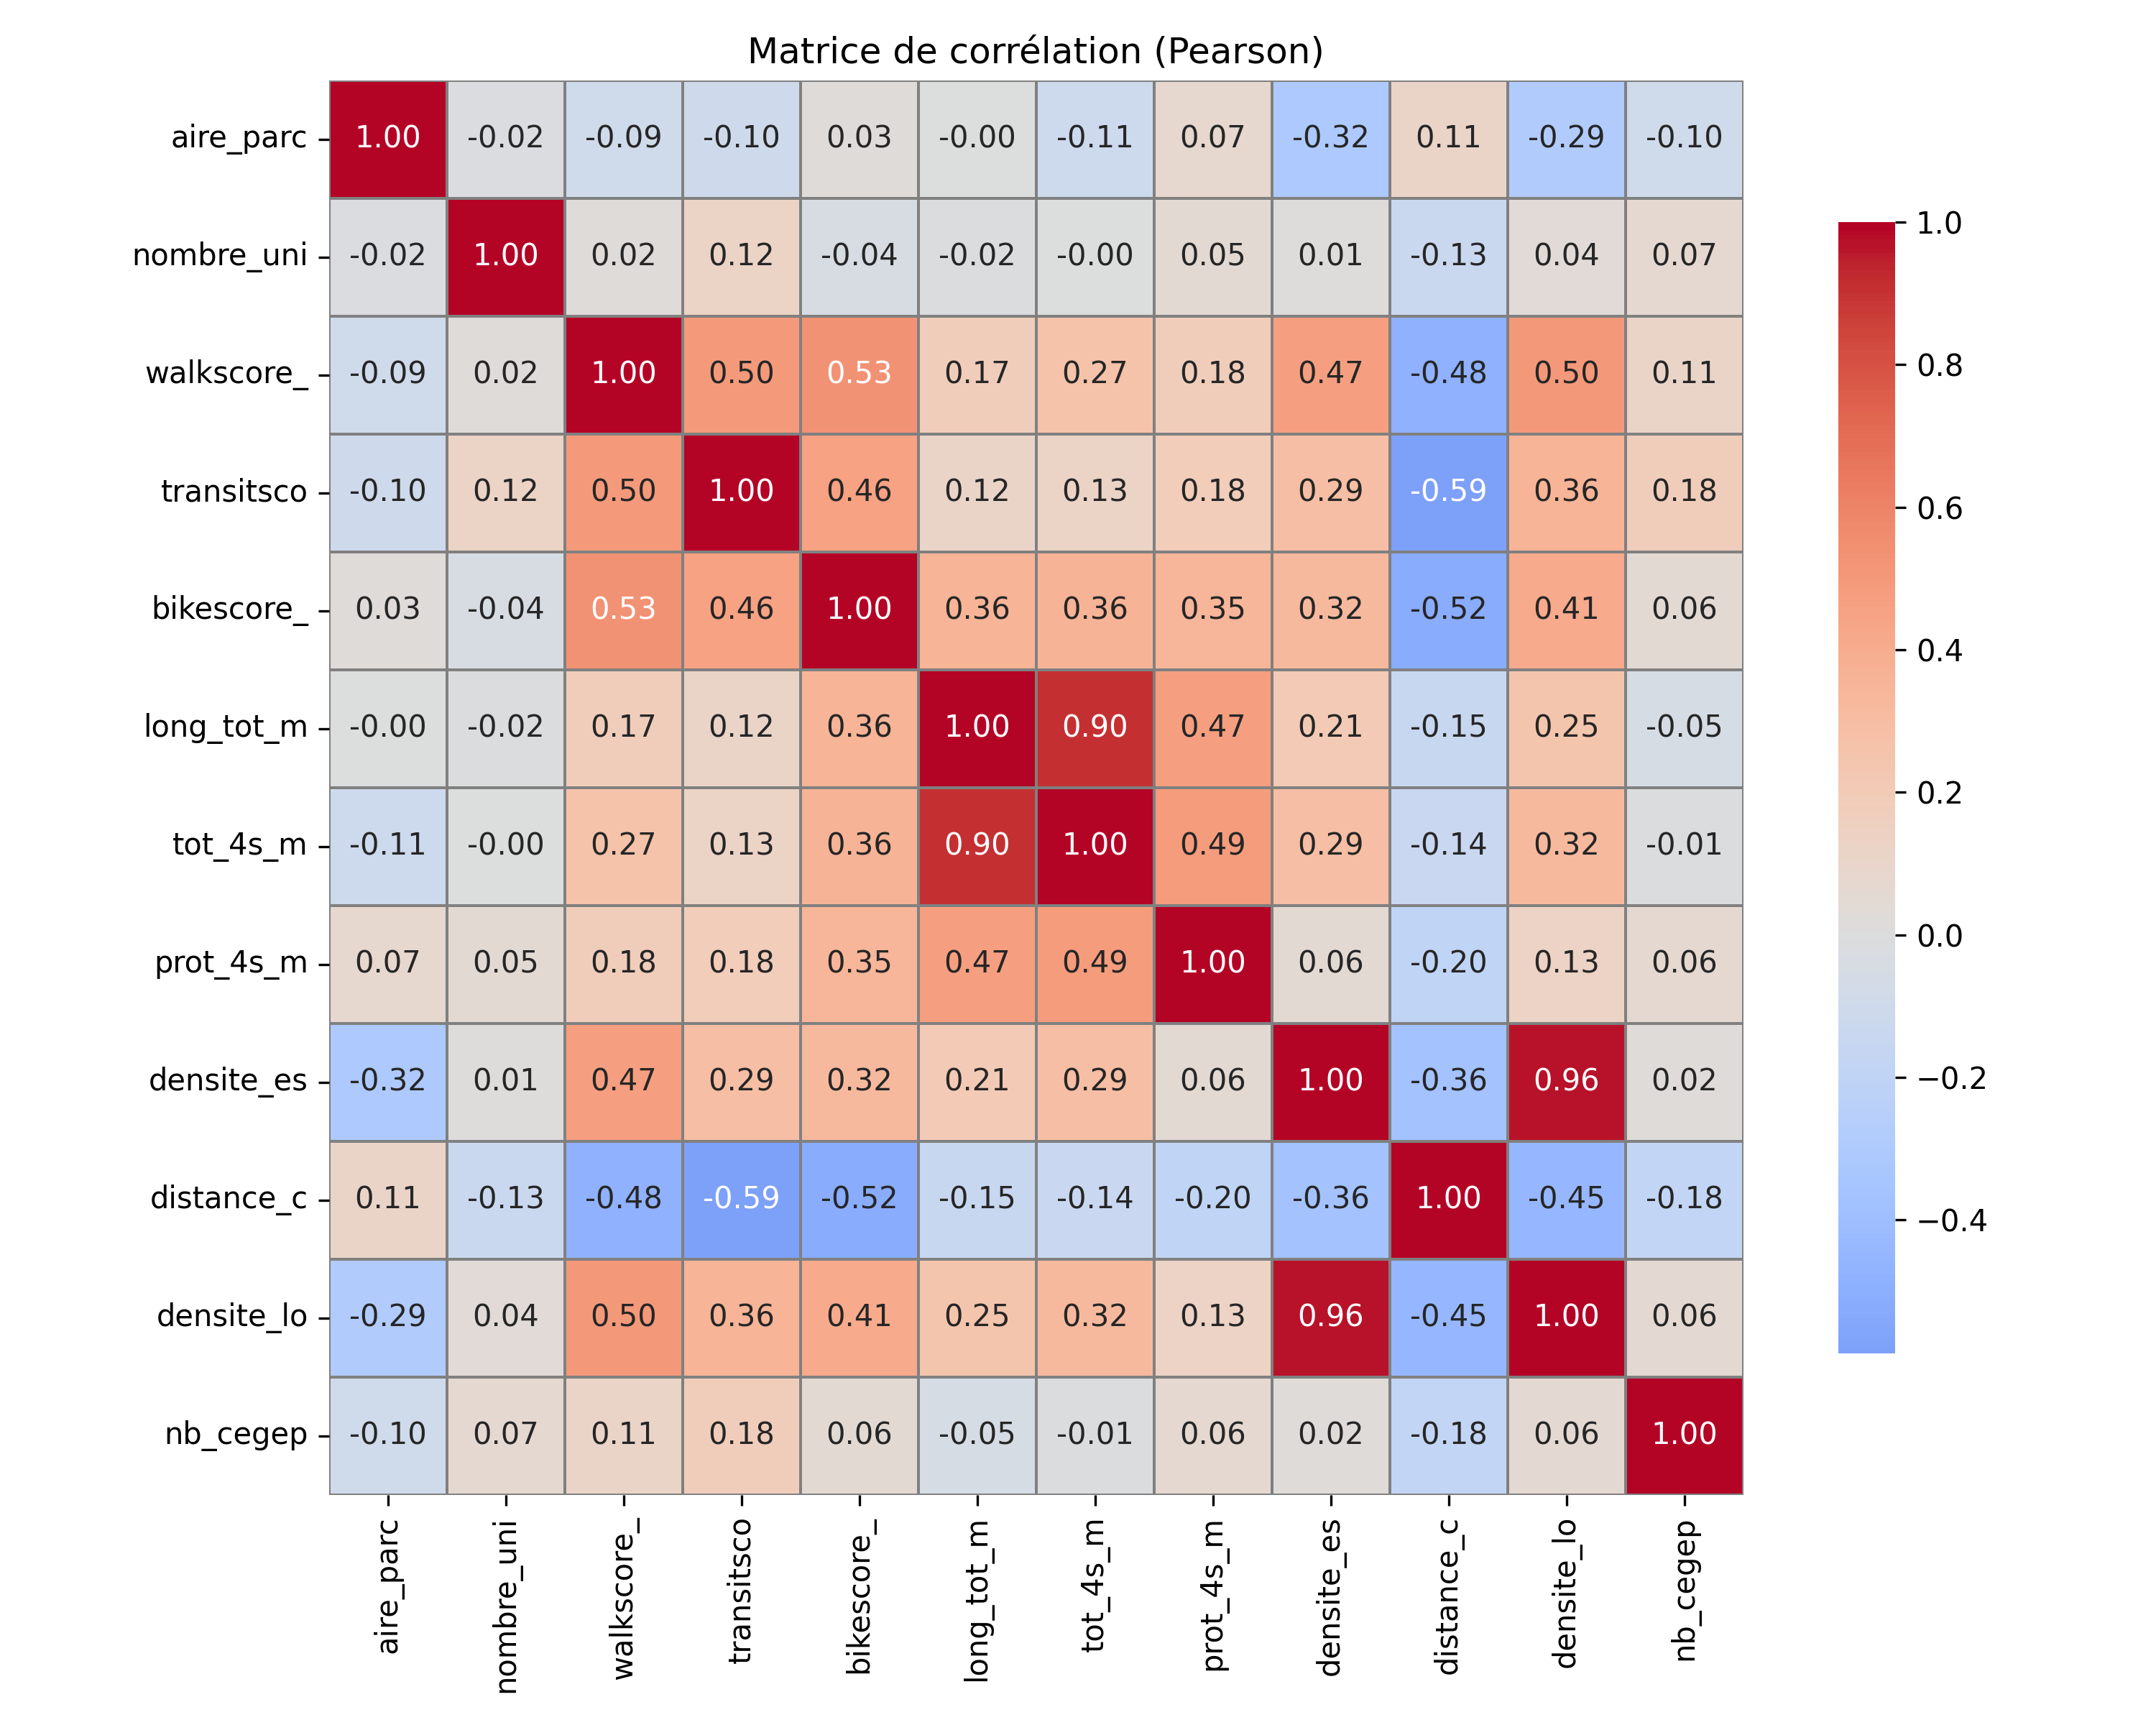 Matrice de corrélation (Pearson)
aire_parc 1.00 -0.02 -0.09 -0.10 0.03 -0.00 -0.11 0.07 -0.32 0.11 -0.29 -0.10
nombre_uni -0.02 1.00 0.02 0.12 -0.04 -0.02 -0.00 0.05 0.01 -0.13 0.04 0.07
walkscore_ -0.09 0.02 1.00 0.50 0.53 0.17 0.27 0.18 0.47 -0.48 0.50 0.11
transitsco -0.10 0.12 0.50 1.00 0.46 0.12 0.13 0.18 0.29 -0.59 0.36 0.18
bikescore_ 0.03 -0.04 0.53 0.46 1.00 0.36 0.36 0.35 0.32 -0.52 0.41 0.06
long_tot_m -0.00 -0.02 0.17 0.12 0.36 1.00 0.90 0.47 0.21 -0.15 0.25 -0.05
tot_4s_m -0.11 -0.00 0.27 0.13 0.36 0.90 1.00 0.49 0.29 -0.14 0.32 -0.01
prot_4s_m 0.07 0.05 0.18 0.18 0.35 0.47 0.49 1.00 0.06 -0.20 0.13 0.06
densite_es -0.32 0.01 0.47 0.29 0.32 0.21 0.29 0.06 1.00 -0.36 0.96 0.02
distance_c 0.11 -0.13 -0.48 -0.59 -0.52 -0.15 -0.14 -0.20 -0.36 1.00 -0.45 -0.18
densite_lo -0.29 0.04 0.50 0.36 0.41 0.25 0.32 0.13 0.96 -0.45 1.00 0.06
nb_cegep -0.10 0.07 0.11 0.18 0.06 -0.05 -0.01 0.06 0.02 -0.18 0.06 1.00
aire_parc nombre_uni walkscore_ transitsco bikescore_ long_tot_m tot_4s_m prot_4s_m densite_es distance_c densite_lo nb_cegep
1.0
0.8
0.6
0.4
0.2
0.0
−0.2
−0.4